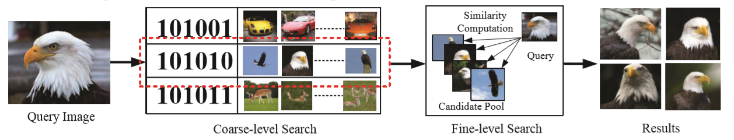 Query Image
101001
101010
101011
Coarse-level Search
Similarity
Computation
Query
Candidate Pool
Fine-level Search
Results